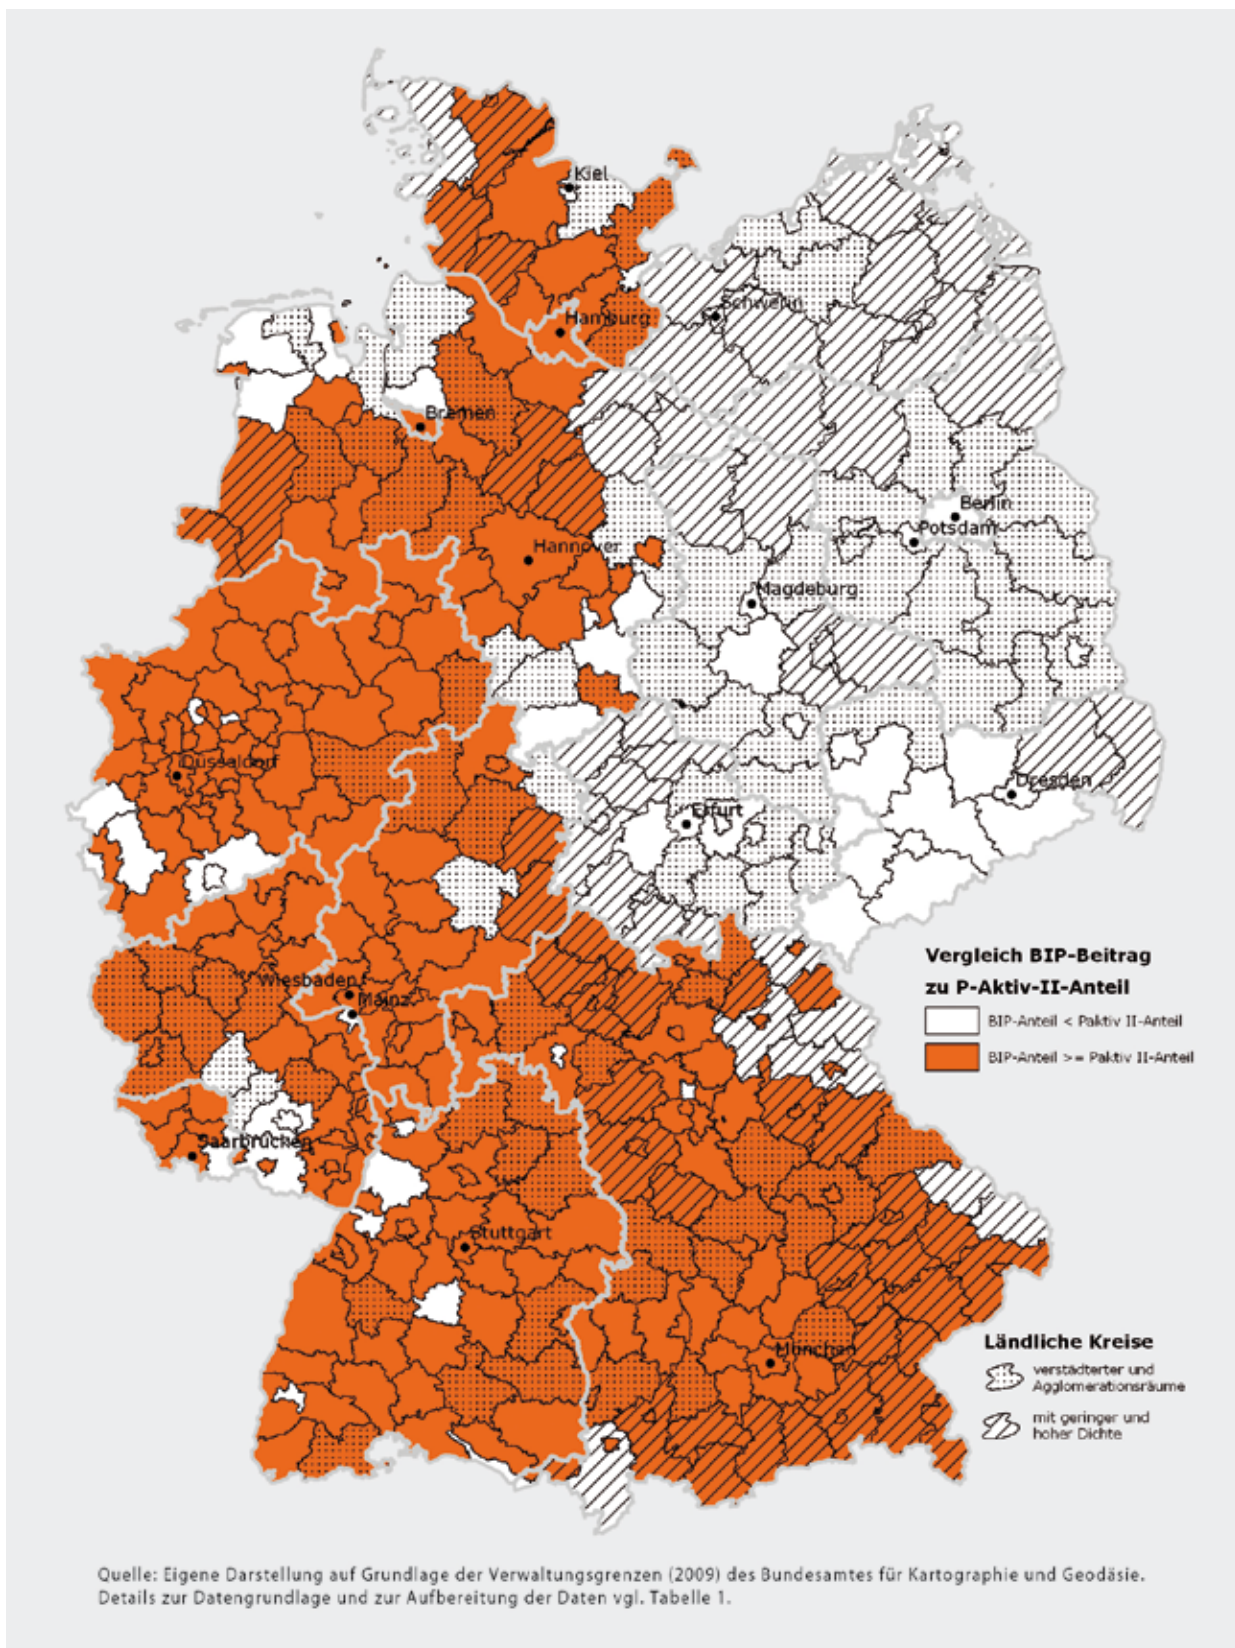 Kiel
Schwerin
Hamburg
Bremen
Berlin
Potsdam
Hannover
Magdeburg
Düsseldorf
Dresden
Erfurt
Vergleich BIP-Beitrag
zu P-Aktiv-II-Anteil
Wiesbaden
Mainz
BIP-Anteil < Paktiv II-Anteil
BIP-Anteil >= Paktiv II-Anteil
Saarbrücken
Stuttgart
Ländliche Kreise
München
verstädterter und
Agglomerationsräume
mit geringer und
hoher Dichte
Quelle: Eigene Darstellung auf Grundlage der Verwaltungsgrenzen (2009) des Bundesamtes für Kartographie und Geodäsie.
Details zur Datengrundlage und zur Aufbereitung der Daten vgl. Tabelle 1.